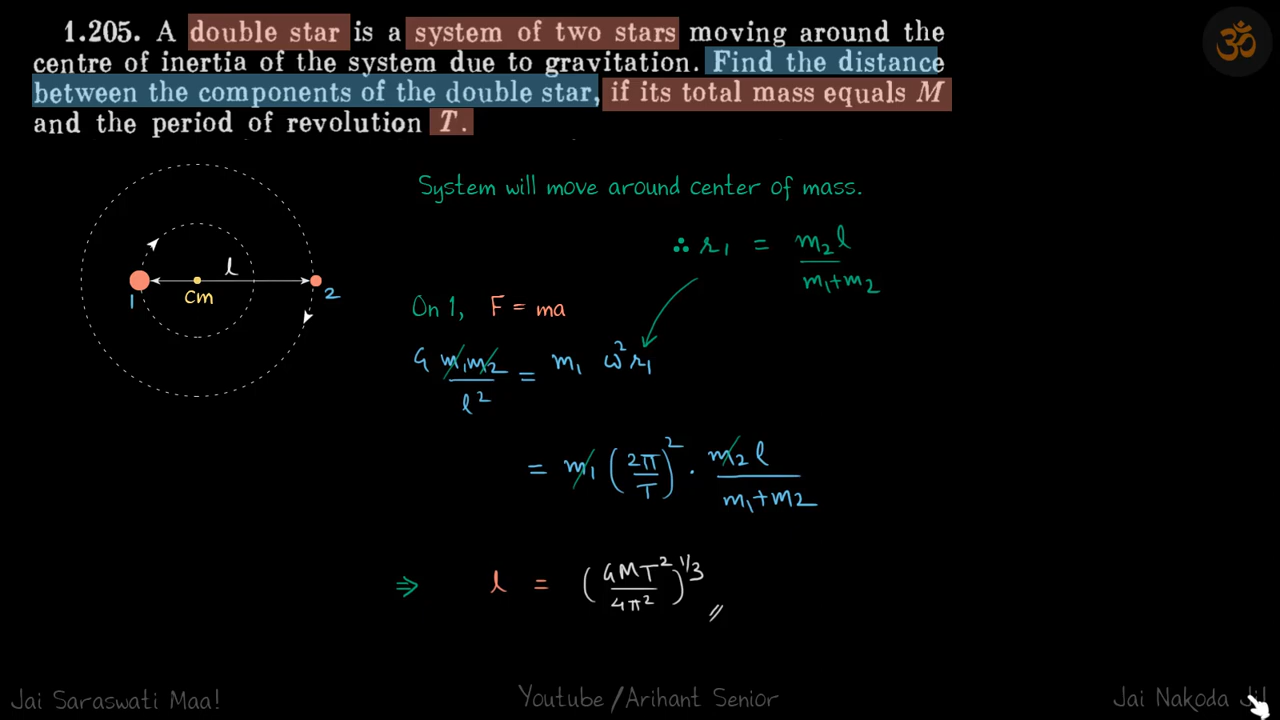 1.205. A double star is a system of two stars moving around the
centre of inertia of the system due to gravitation. Find the distance
between the components of the double star, if its total mass equals M
and the period of revolution T.
ॐ
System will move around center of mass.
∴ r₁ = m₂l / m₁+m₂
l
cm
1
2
On 1, F = ma
G m₁m₂ / l² = m₁ ω² r₁
= m₁ (2π/T)² · m₂l / m₁+m₂
⇒ l = (GMT² / 4π²)^1/3
Jai Saraswati Maa!
Youtube /Arihant Senior
Jai Nakoda Ji!